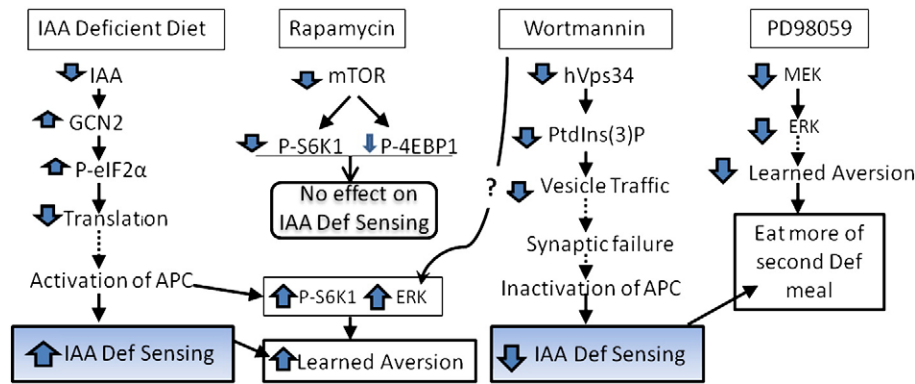 IAA Deficient Diet
IAA
GCN2
P-eIF2α
Translation
Activation of APC
IAA Def Sensing
Rapamycin
mTOR
P-S6K1
P-4EBP1
No effect on
IAA Def Sensing
P-S6K1
ERK
Learned Aversion
Wortmannin
?
hVps34
PtdIns(3)P
Vesicle Traffic
Synaptic failure
Inactivation of APC
IAA Def Sensing
PD98059
MEK
ERK
Learned Aversion
Eat more of
second Def
meal